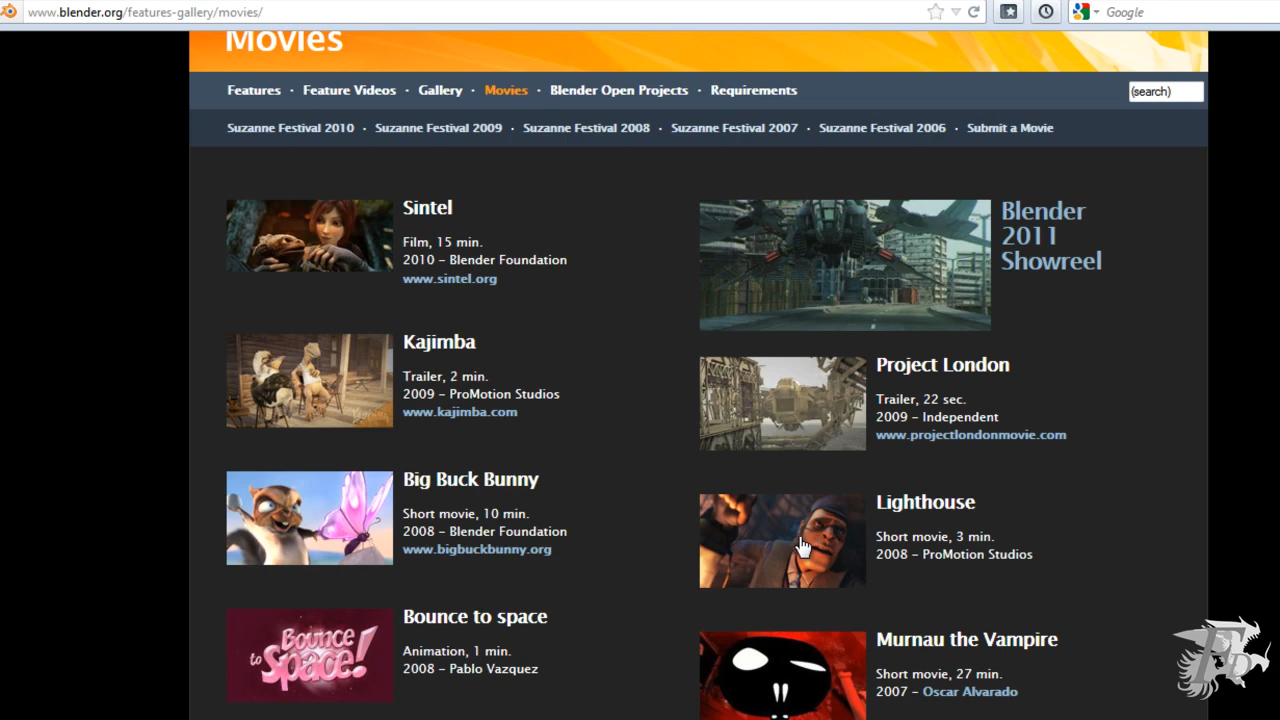 www.blender.org/features-gallery/movies/
Google
Movies
Features · Feature Videos · Gallery · Movies · Blender Open Projects · Requirements
(search)
Suzanne Festival 2010 · Suzanne Festival 2009 · Suzanne Festival 2008 · Suzanne Festival 2007 · Suzanne Festival 2006 · Submit a Movie
Sintel
Film, 15 min.
2010 – Blender Foundation
www.sintel.org
Kajimba
Trailer, 2 min.
2009 – ProMotion Studios
www.kajimba.com
Big Buck Bunny
Short movie, 10 min.
2008 – Blender Foundation
www.bigbuckbunny.org
Bounce
to Space!
Bounce to space
Animation, 1 min.
2008 – Pablo Vazquez
Blender
2011
Showreel
Project London
Trailer, 22 sec.
2009 – Independent
www.projectlondonmovie.com
Lighthouse
Short movie, 3 min.
2008 – ProMotion Studios
Murnau the Vampire
Short movie, 27 min.
2007 – Oscar Alvarado